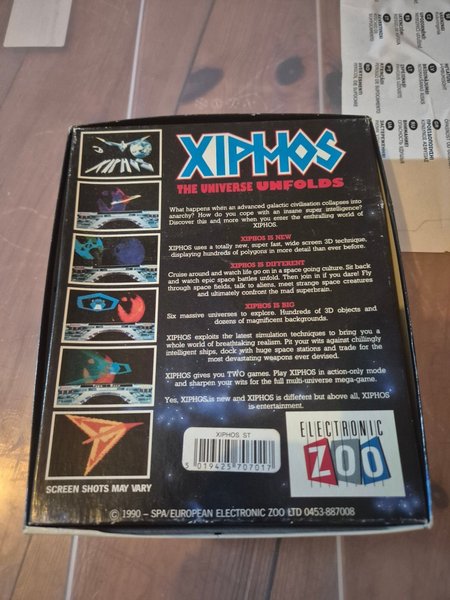 XIPHOS
XIPHOS
THE UNIVERSE UNFOLDS
What happens when an advanced galactic civilisation collapses into
anarchy? How do you cope with an insane super intelligence?
Discover this and more when you enter the enthralling world of
XIPHOS.
XIPHOS IS NEW
XIPHOS uses a totally new, super fast, wide screen 3D technique,
displaying hundreds of polygons in more detail than ever before.
XIPHOS IS DIFFERENT
Cruise around and watch life go on in a space going culture. Sit back
and watch epic space battles unfold. Then join in if you dare! Fly
through space fields, talk to aliens, meet strange space creatures
and ultimately confront the mad superbrain.
XIPHOS IS BIG
Six massive universes to explore. Hundreds of 3D objects and
dozens of magnificent backgrounds.
XIPHOS exploits the latest simulation techniques to bring you a
whole world of breathtaking realism. Pit your wits against chillingly
intelligent ships, dock with huge space stations and trade for the
most devastating weapons ever devised.
XIPHOS gives you TWO games. Play XIPHOS in action-only mode
and sharpen your wits for the full multi-universe mega-game.
Yes, XIPHOS is new and XIPHOS is different but above all, XIPHOS
is entertainment.
XIPHOS ST
5 019425 707017
ELECTRONIC
ZOO
SCREEN SHOTS MAY VARY
© 1990 – SPA/EUROPEAN ELECTRONIC ZOO LTD 0453-887008